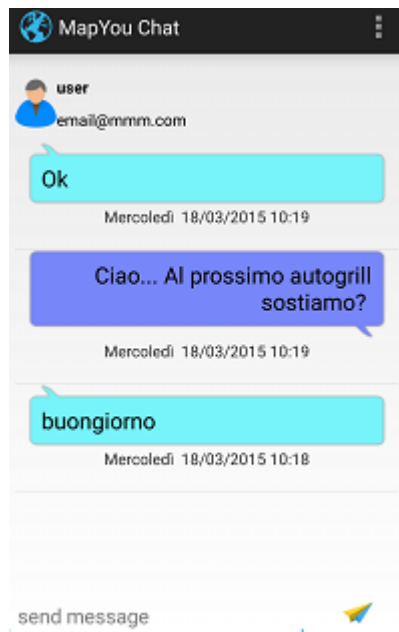 MapYou Chat
user
email@mmm.com
Ok
Mercoledì 18/03/2015 10:19
Ciao... Al prossimo autogrill
sostiamo?
Mercoledì 18/03/2015 10:19
buongiorno
Mercoledì 18/03/2015 10:18
send message